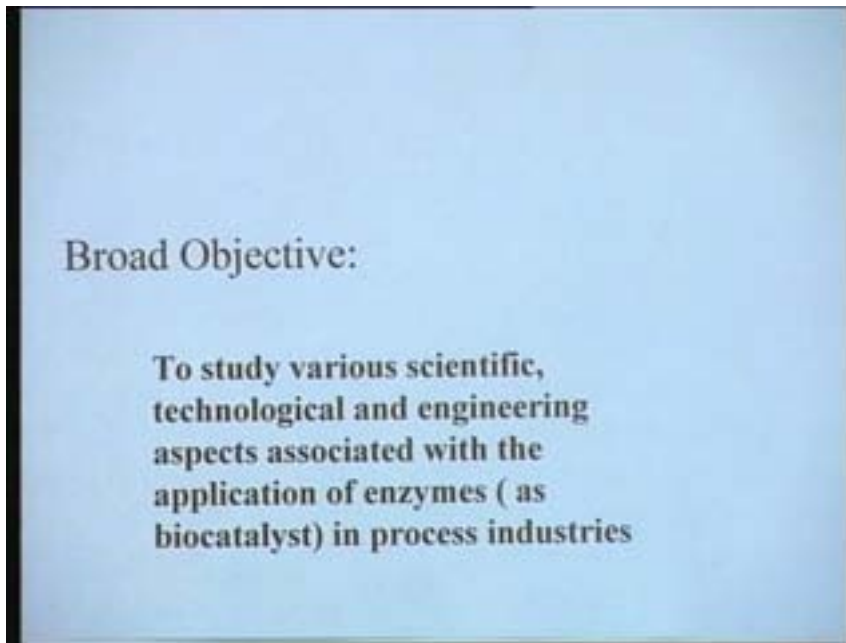 Broad Objective:
To study various scientific,
technological and engineering
aspects associated with the
application of enzymes ( as
biocatalyst) in process industries